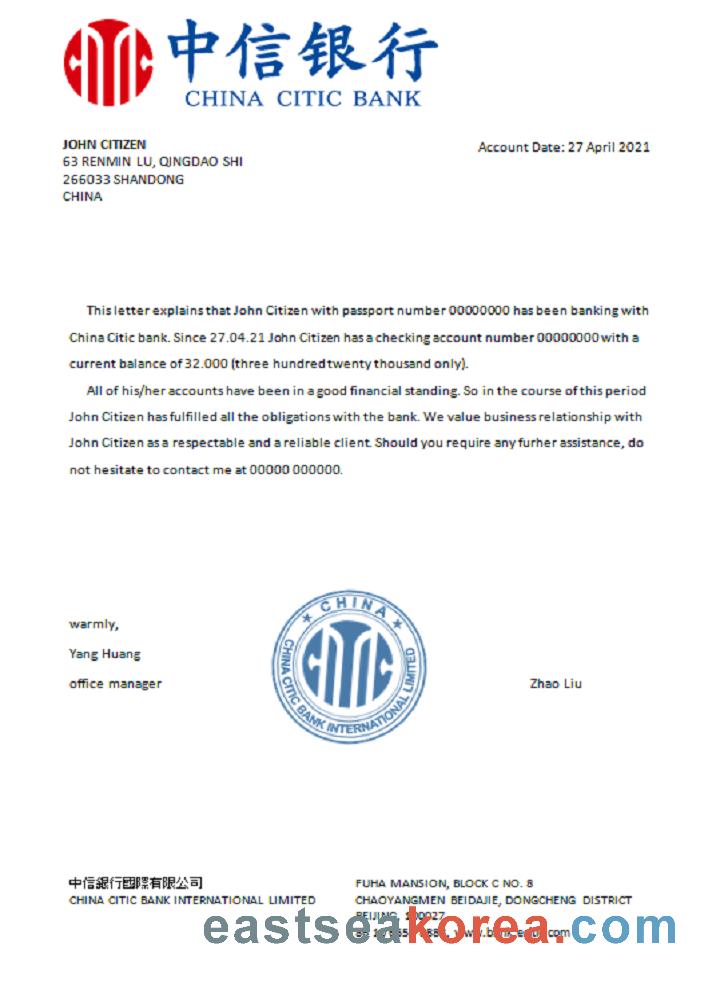 中信银行
CHINA CITIC BANK
JOHN CITIZEN
63 RENMIN LU, QINGDAO SHI
266033 SHANDONG
CHINA
Account Date: 27 April 2021
This letter explains that John Citizen with passport number 00000000 has been banking with
China Citic bank. Since 27.04.21 John Citizen has a checking account number 00000000 with a
current balance of 32.000 (three hundred twenty thousand only).
All of his/her accounts have been in a good financial standing. So in the course of this period
John Citizen has fulfilled all the obligations with the bank. We value business relationship with
John Citizen as a respectable and a reliable client. Should you require any furher assistance, do
not hesitate to contact me at 00000 000000.
warmly,
Yang Huang
office manager
CHINA
CHINA CITIC BANK INTERNATIONAL LIMITED
Zhao Liu
中信銀行國際有限公司
CHINA CITIC BANK INTERNATIONAL LIMITED
FUHA MANSION, BLOCK C NO. 8
CHAOYANGMEN BEIDAJIE, DONGCHENG DISTRICT
BEIJING, 100027
eastseakorea.com